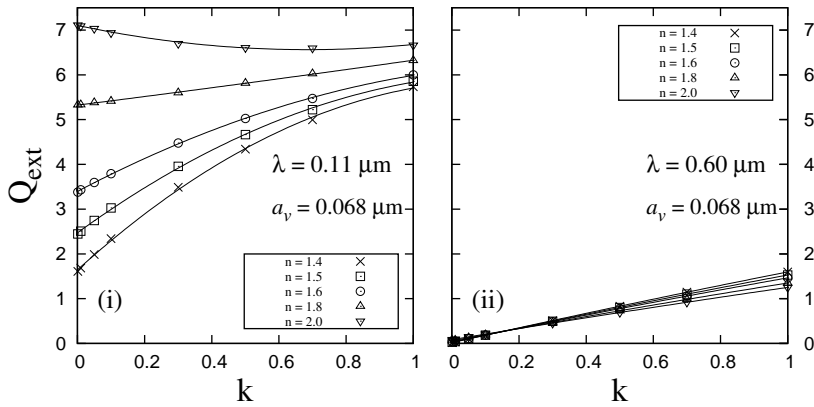 Q_ext
7
6
5
4
3
2
1
0
λ = 0.11 μm
a_v = 0.068 μm
n = 1.4
n = 1.5
n = 1.6
n = 1.8
n = 2.0
(i)
0 0.2 0.4 0.6 0.8 1
k
n = 1.4
n = 1.5
n = 1.6
n = 1.8
n = 2.0
λ = 0.60 μm
a_v = 0.068 μm
(ii)
7
6
5
4
3
2
1
0
0 0.2 0.4 0.6 0.8 1
k